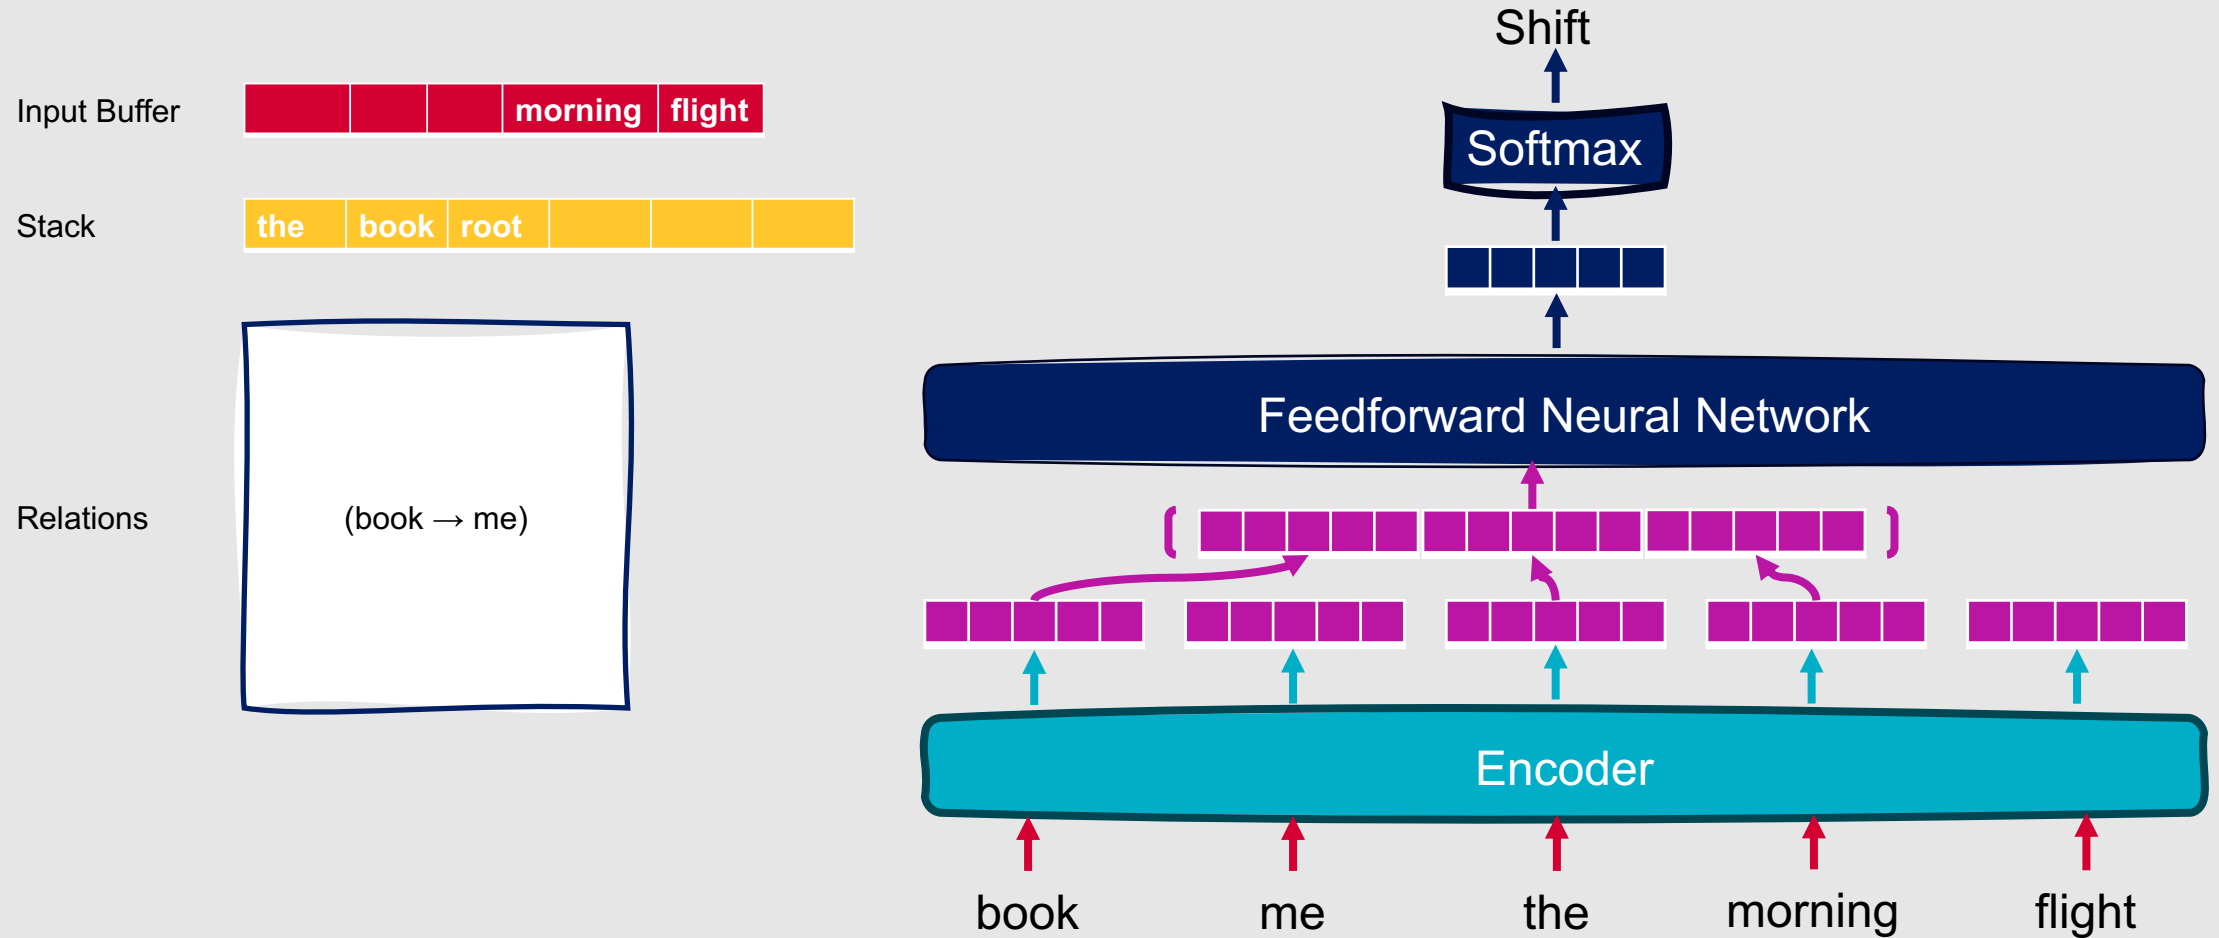 Input Buffer
morning flight
Stack
the book root
Relations
(book → me)
Shift
Softmax
Feedforward Neural Network
Encoder
book me the morning flight